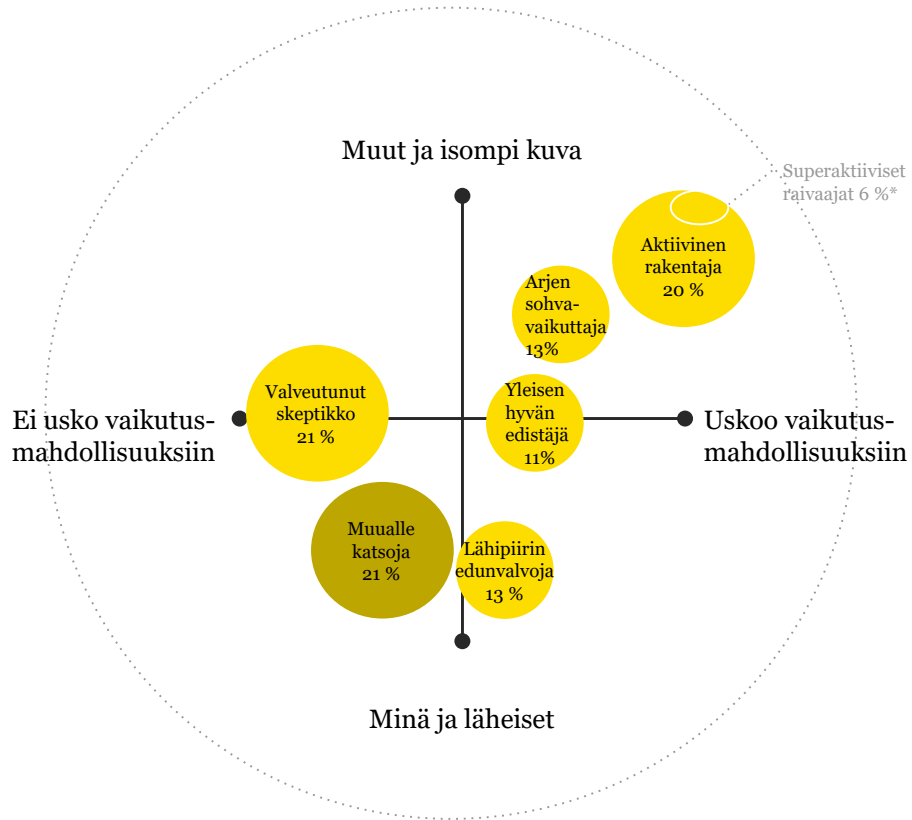 Muut ja isompi kuva
Superaktiiviset
raivaajat 6 %*
Aktiivinen
rakentaja
20 %
Arjen
sohva-
vaikuttaja
13%
Valveutunut
skeptikko
21 %
Yleisen
hyvän
edistäjä
11%
Ei usko vaikutus-
mahdollisuuksiin
Uskoo vaikutus-
mahdollisuuksiin
Muualle
katsoja
21 %
Lähipiirin
edunvalvoja
13 %
Minä ja läheiset